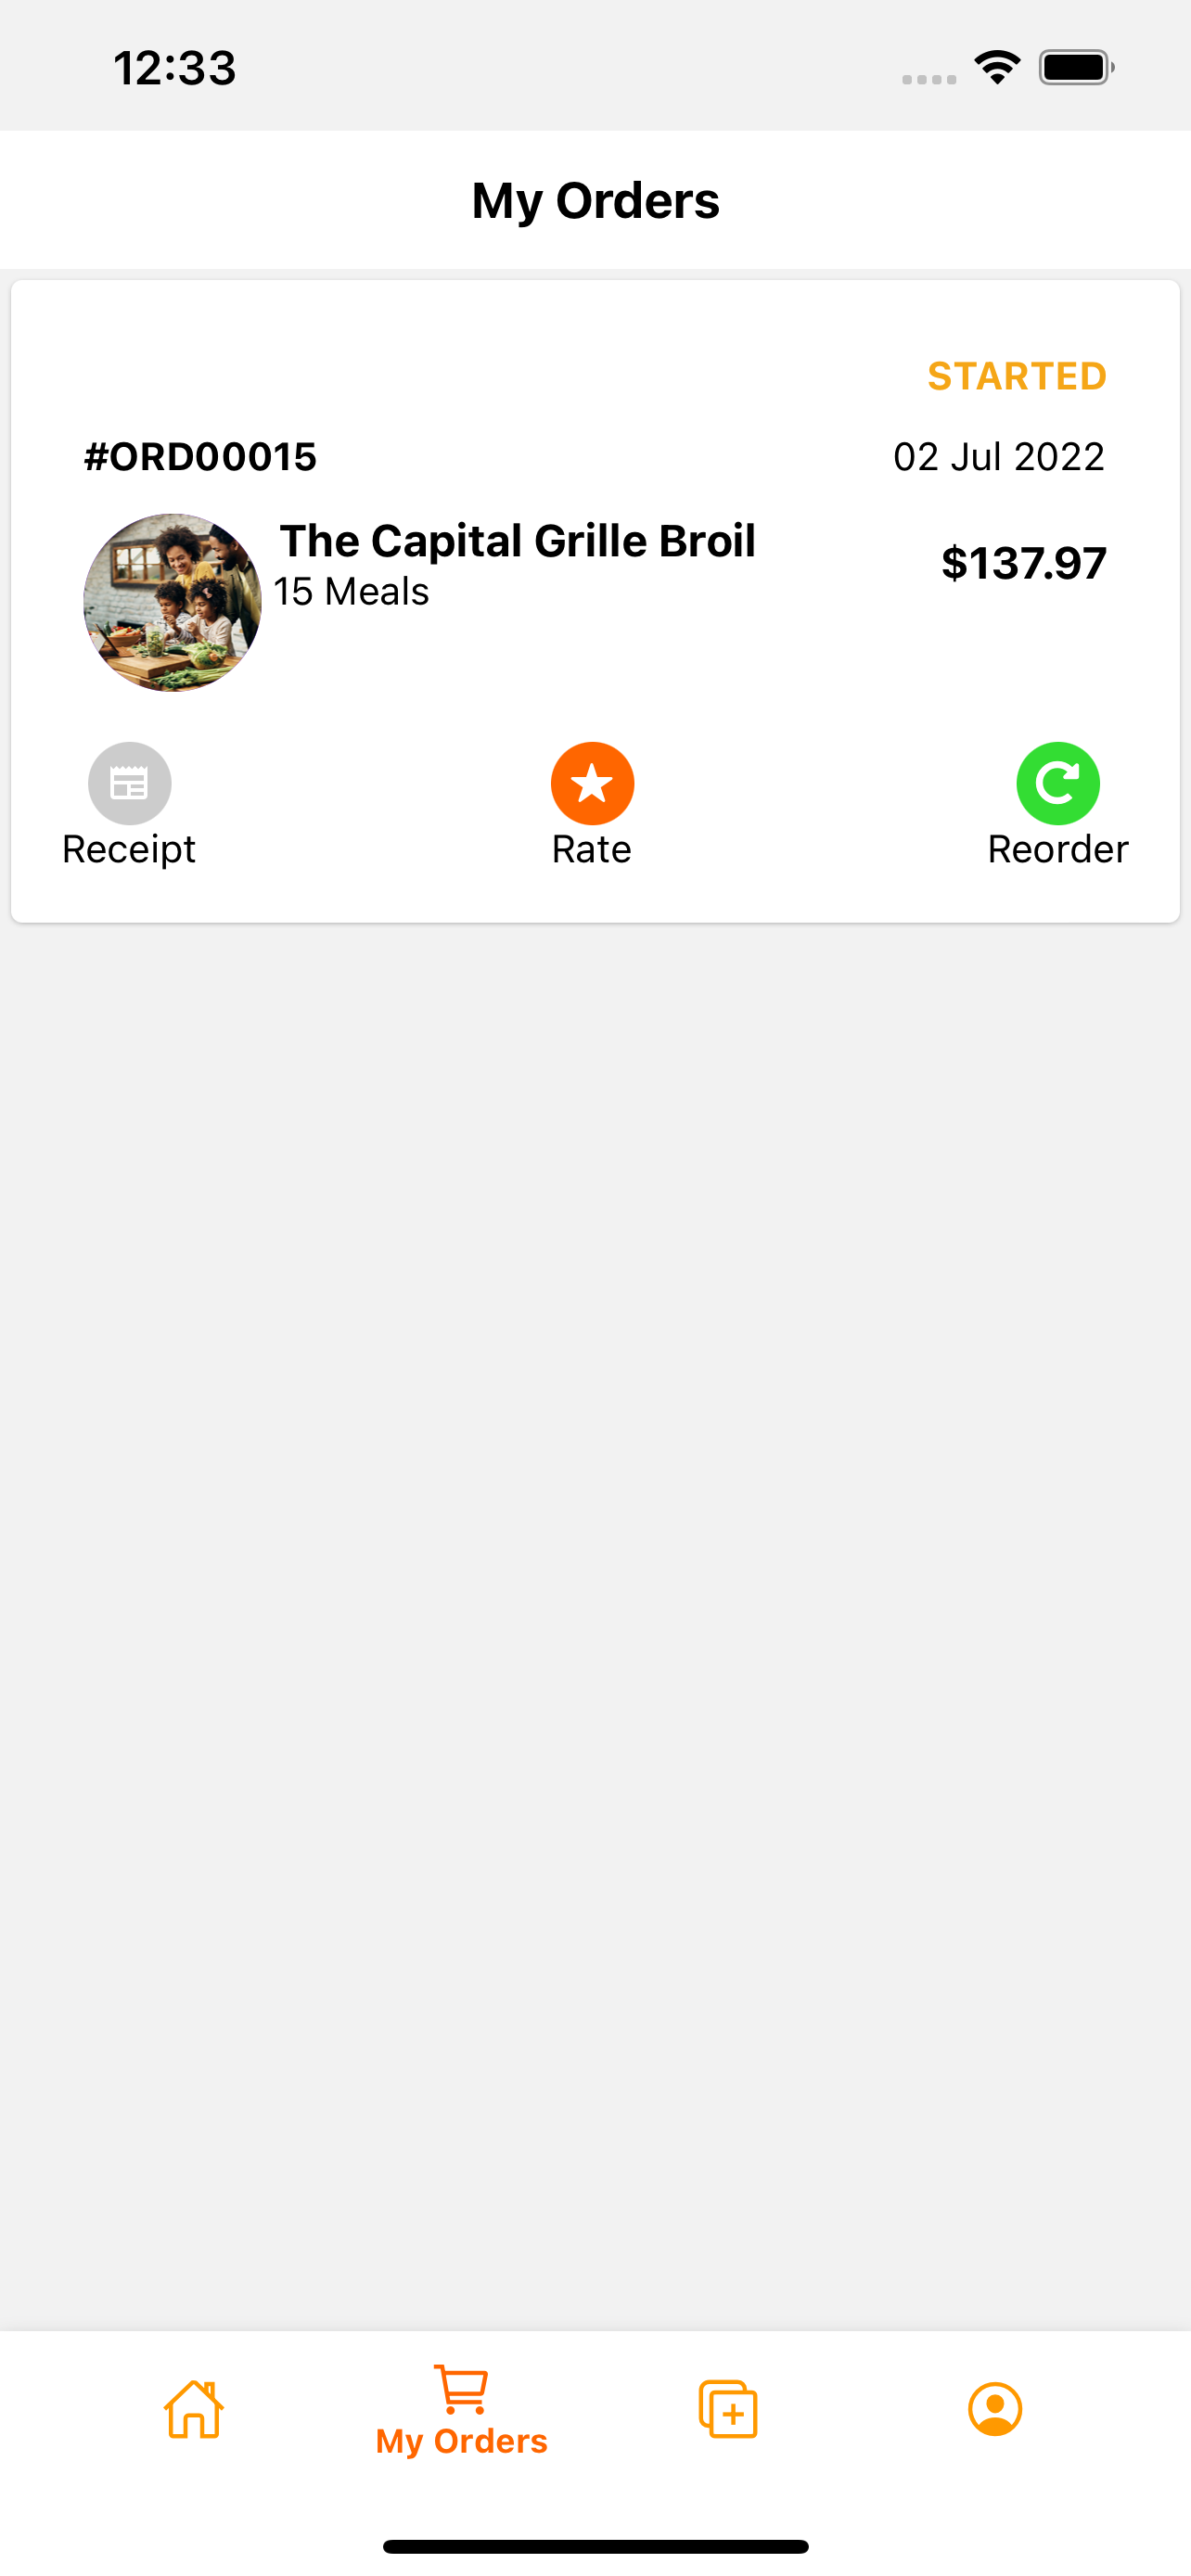 12:33
My Orders
STARTED
#ORD00015
02 Jul 2022
The Capital Grille Broil
$137.97
15 Meals
Receipt
Rate
Reorder
My Orders